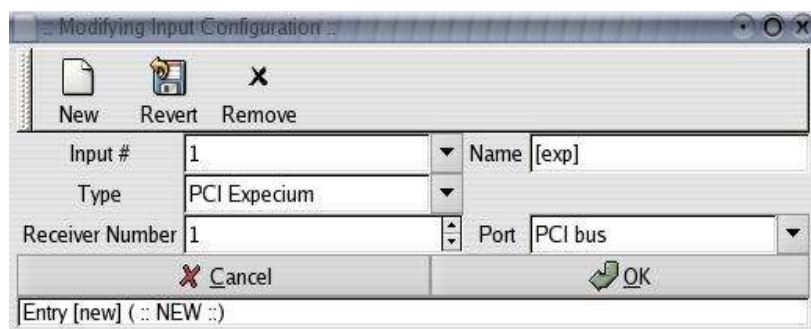 :: Modifying Input Configuration ::
New Revert Remove
Input # 1 Name [exp]
Type PCI Expecium
Receiver Number 1 Port PCI bus
Cancel OK
Entry [new] ( :: NEW ::)